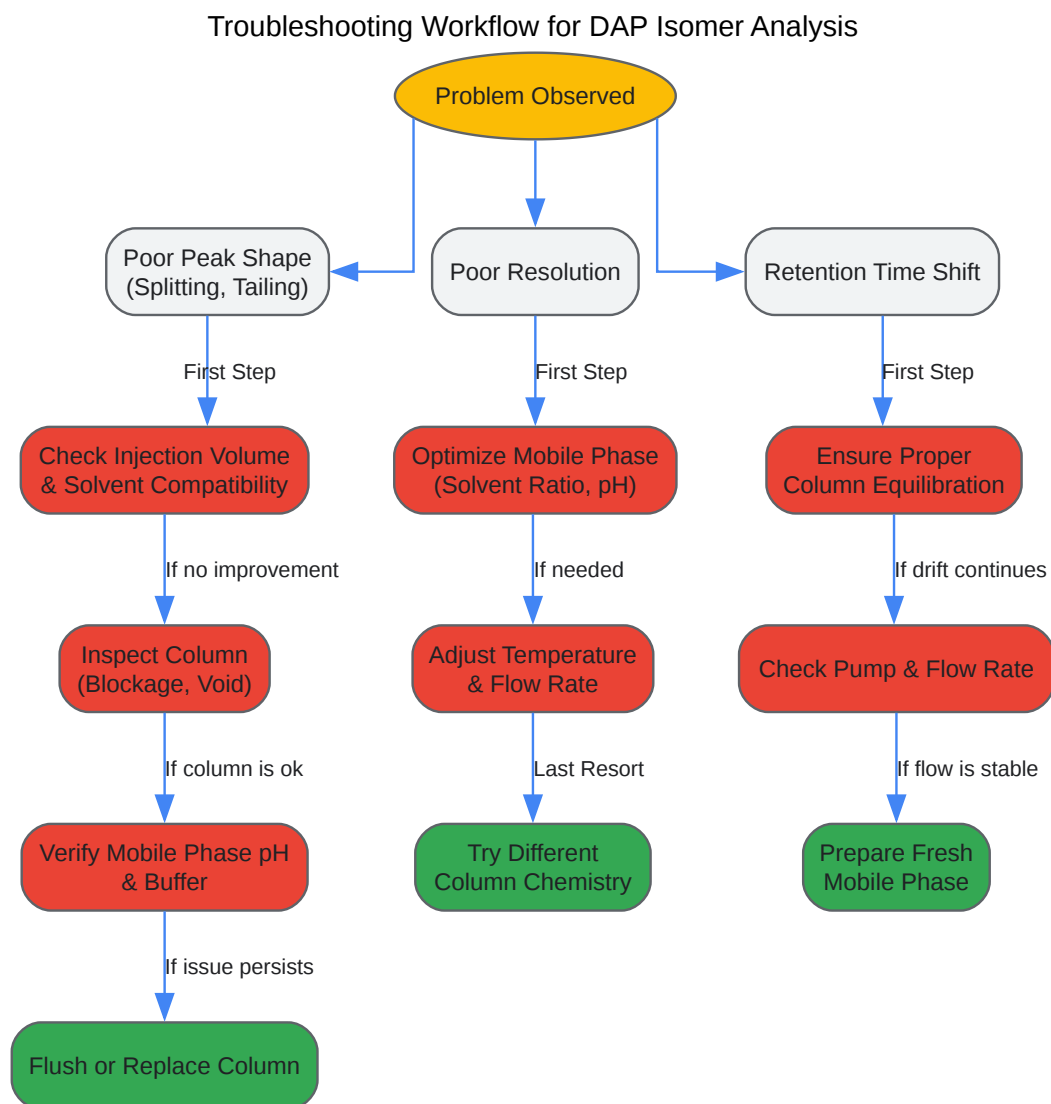 Troubleshooting Workflow for DAP Isomer Analysis
Problem Observed
Poor Peak Shape
(Splitting, Tailing)
Poor Resolution
Retention Time Shift
First Step
First Step
First Step
Check Injection Volume
& Solvent Compatibility
Optimize Mobile Phase
(Solvent Ratio, pH)
Ensure Proper
Column Equilibration
If no improvement
If needed
If drift continues
Inspect Column
(Blockage, Void)
Adjust Temperature
& Flow Rate
Check Pump & Flow Rate
If column is ok
Last Resort
If flow is stable
Verify Mobile Phase pH
& Buffer
Try Different
Column Chemistry
Prepare Fresh
Mobile Phase
If issue persists
Flush or Replace Column